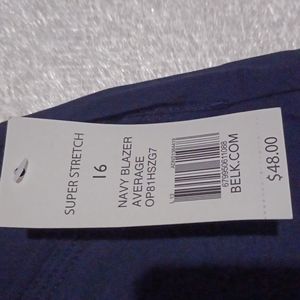 SUPER STRETCH
16
NAVY BLAZER
AVERAGE
OP81HSZG7
BELK.COM
$48.00